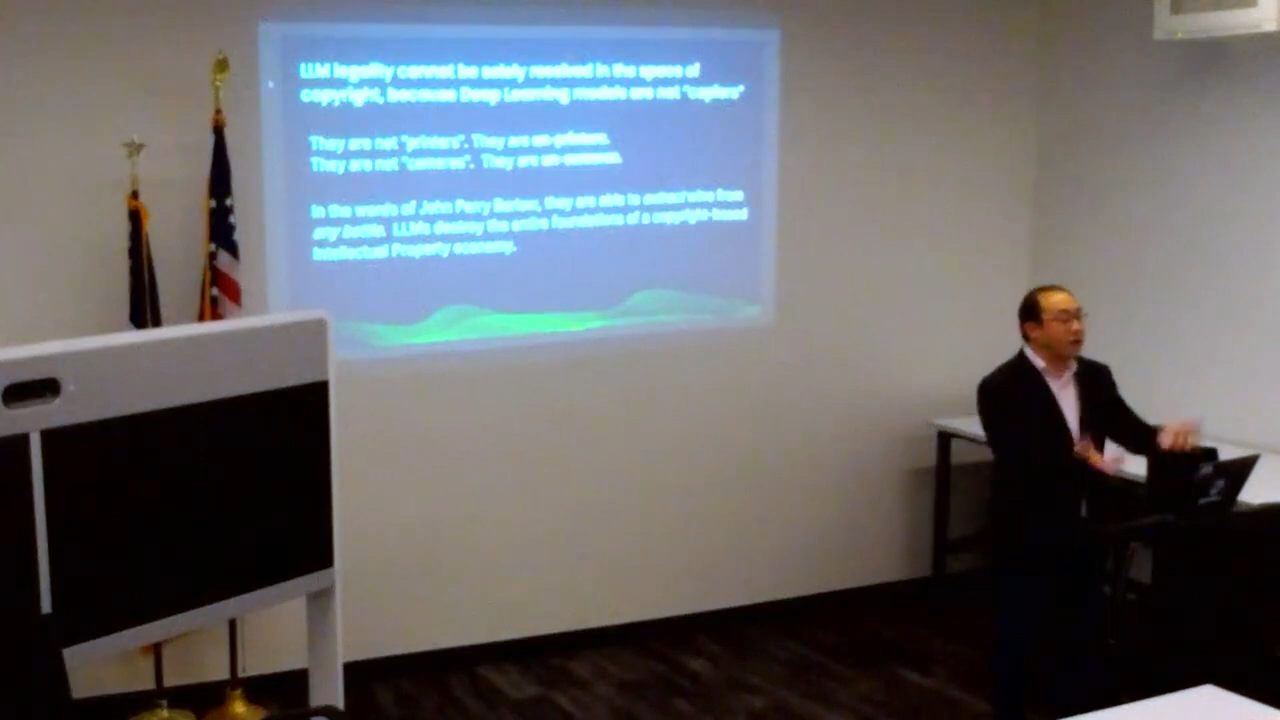 LLM legality cannot be solely resolved in the space of
copyright, because Deep Learning models are not "copiers"
They are not "printers". They are un-printers.
They are not "cameras". They are un-cameras.
In the words of John Perry Barlow, they are able to extract wine from
any bottle. LLMs destroy the entire foundations of a copyright-based
Intellectual Property economy.